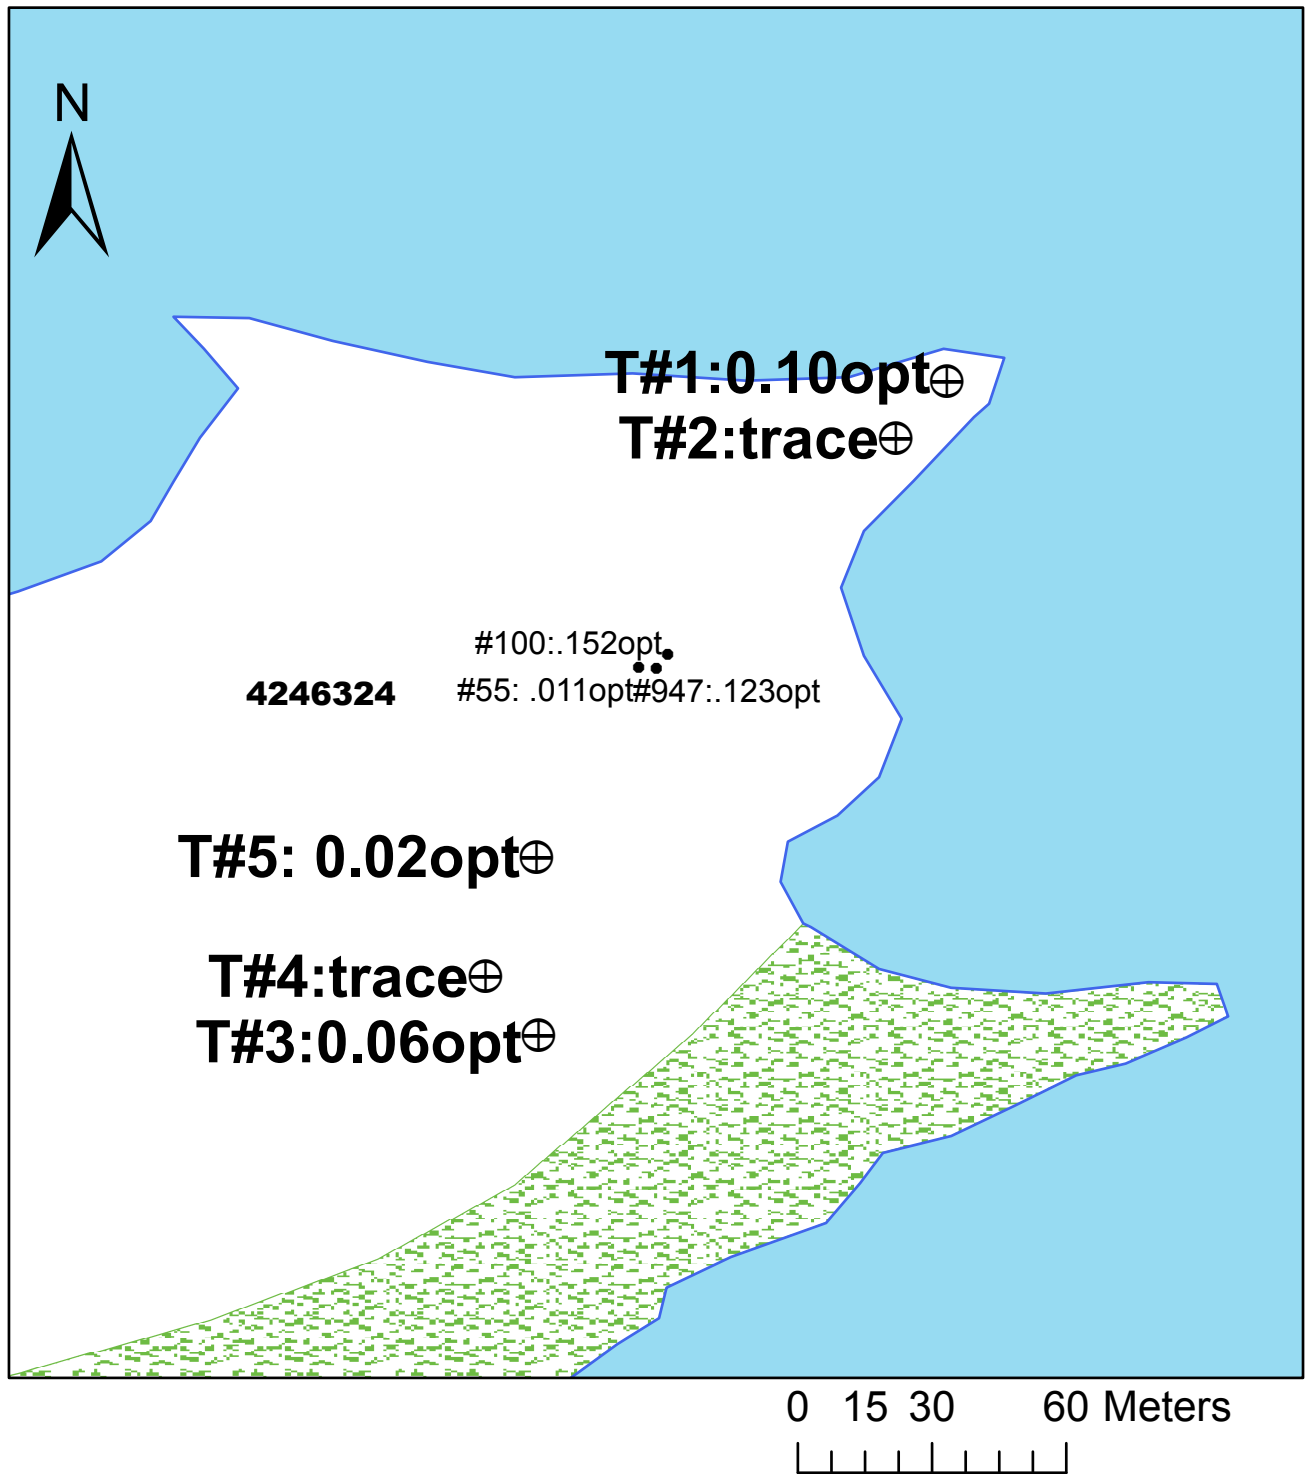 N
T#1:0.10opt
T#2:trace
#100:.152opt
4246324
#55: .011opt
#947:.123opt
T#5: 0.02opt
T#4:trace
T#3:0.06opt
0 15 30 60 Meters